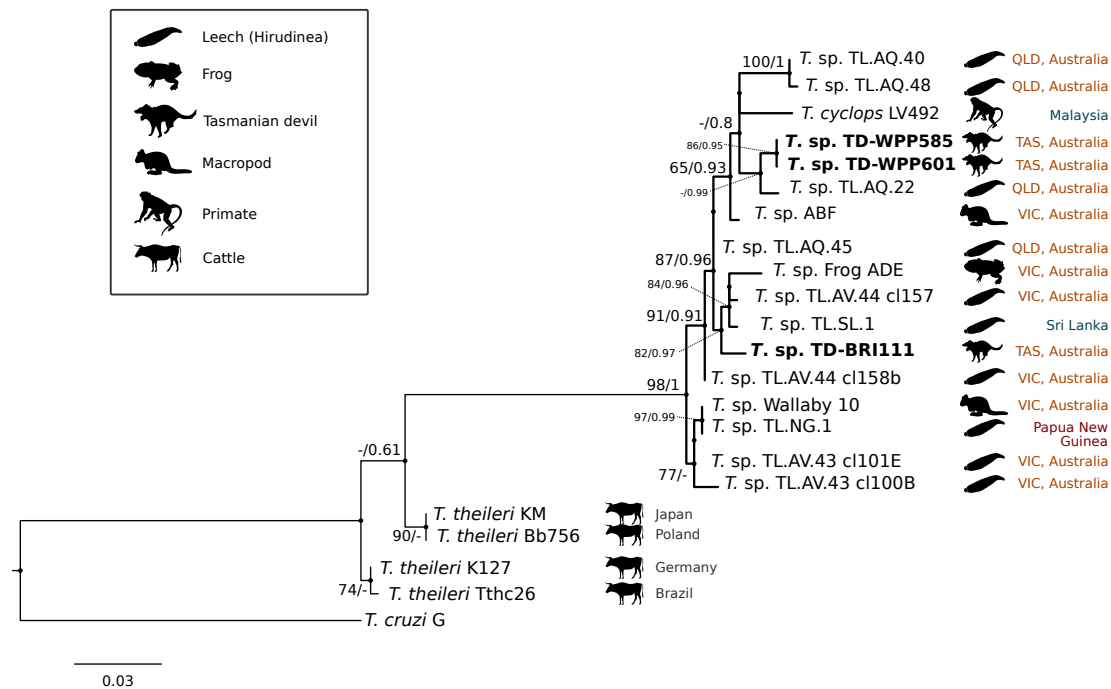 Leech (Hirudinea)
Frog
Tasmanian devil
Macropod
Primate
Cattle
100/1
T. sp. TL.AQ.40 QLD, Australia
T. sp. TL.AQ.48 QLD, Australia
T. cyclops LV492 Malaysia
-/0.8
86/0.95
T. sp. TD-WPP585 TAS, Australia
T. sp. TD-WPP601 TAS, Australia
65/0.93
-/0.99
T. sp. TL.AQ.22 QLD, Australia
T. sp. ABF VIC, Australia
T. sp. TL.AQ.45 QLD, Australia
87/0.96
T. sp. Frog ADE VIC, Australia
84/0.96
T. sp. TL.AV.44 cl157 VIC, Australia
91/0.91
T. sp. TL.SL.1 Sri Lanka
82/0.97
T. sp. TD-BRI111 TAS, Australia
T. sp. TL.AV.44 cl158b VIC, Australia
98/1
T. sp. Wallaby 10 VIC, Australia
97/0.99
T. sp. TL.NG.1 Papua New
Guinea
T. sp. TL.AV.43 cl101E VIC, Australia
77/-
T. sp. TL.AV.43 cl100B VIC, Australia
-/0.61
T. theileri KM Japan
90/-
T. theileri Bb756 Poland
T. theileri K127 Germany
74/-
T. theileri Tthc26 Brazil
T. cruzi G
0.03